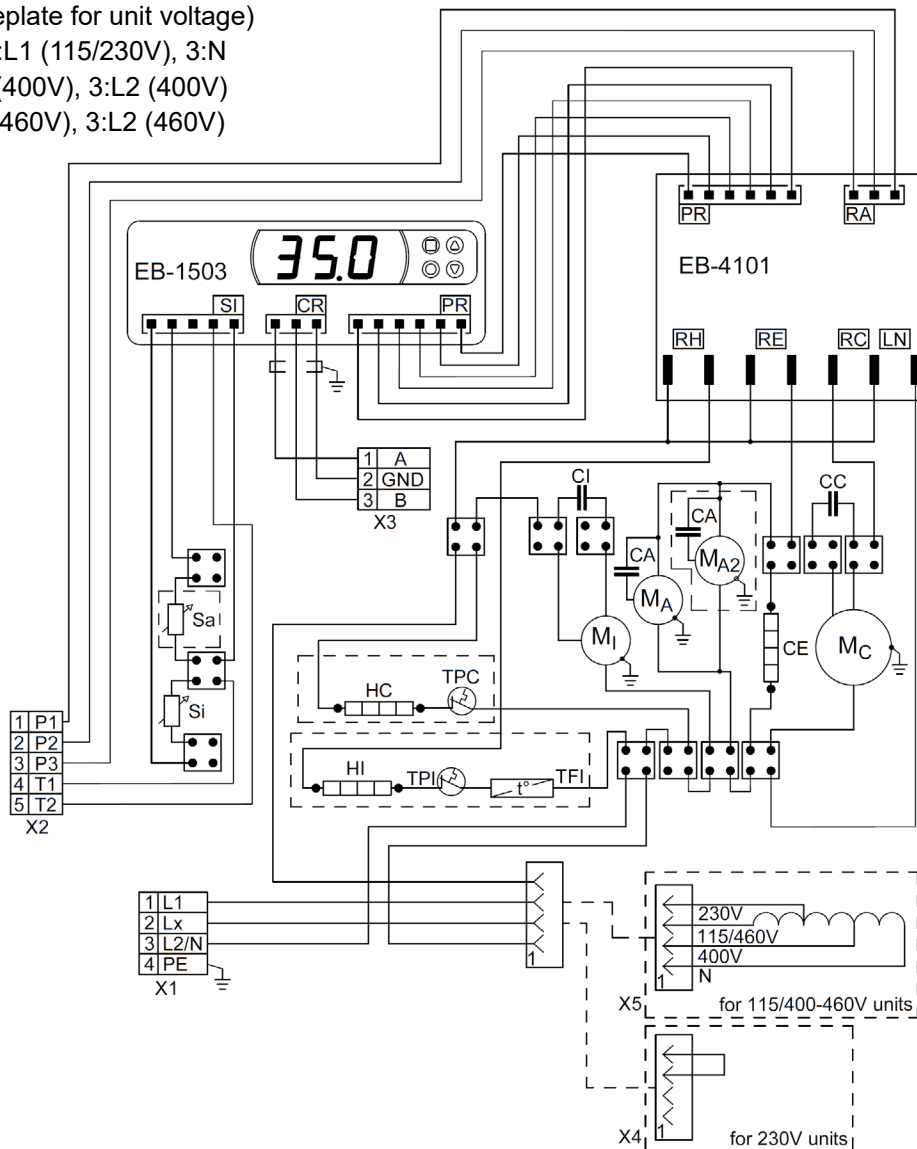 eplate for unit voltage)
:L1 (115/230V), 3:N
(400V), 3:L2 (400V)
460V), 3:L2 (460V)
PR
RA
EB-4101
RH
RE
RC
LN
EB-1503
35.0
SI
CR
PR
1 A
2 GND
3 B
X3
CI
CC
CA
CA
MA2
MA
MI
CE
MC
Sa
Si
HC
TPC
HI
TPI
t°
TFI
1 P1
2 P2
3 P3
4 T1
5 T2
X2
1 L1
2 Lx
3 L2/N
4 PE
X1
1
230V
115/460V
400V
N
1
X5
for 115/400-460V units
1
X4
for 230V units